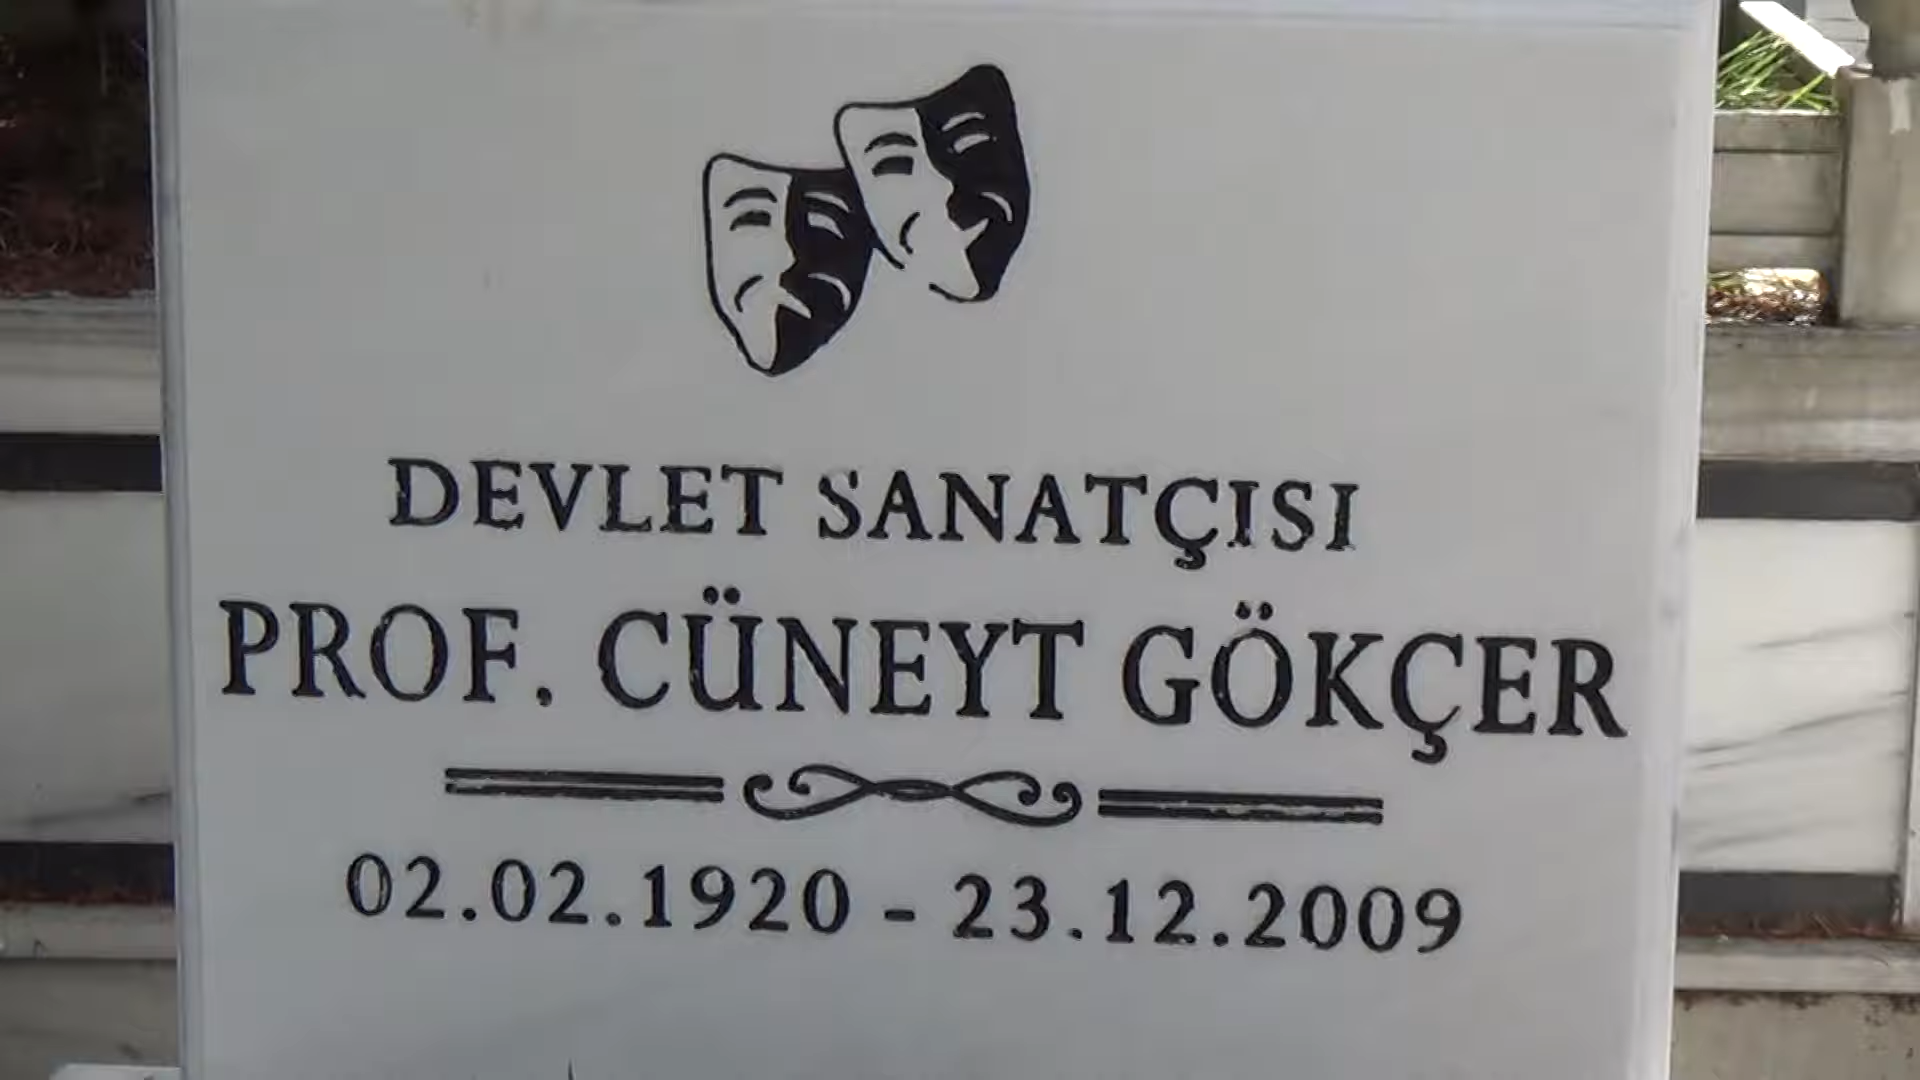 DEVLET SANATÇISI
PROF. CÜNEYT GÖKÇER
02.02.1920 - 23.12.2009